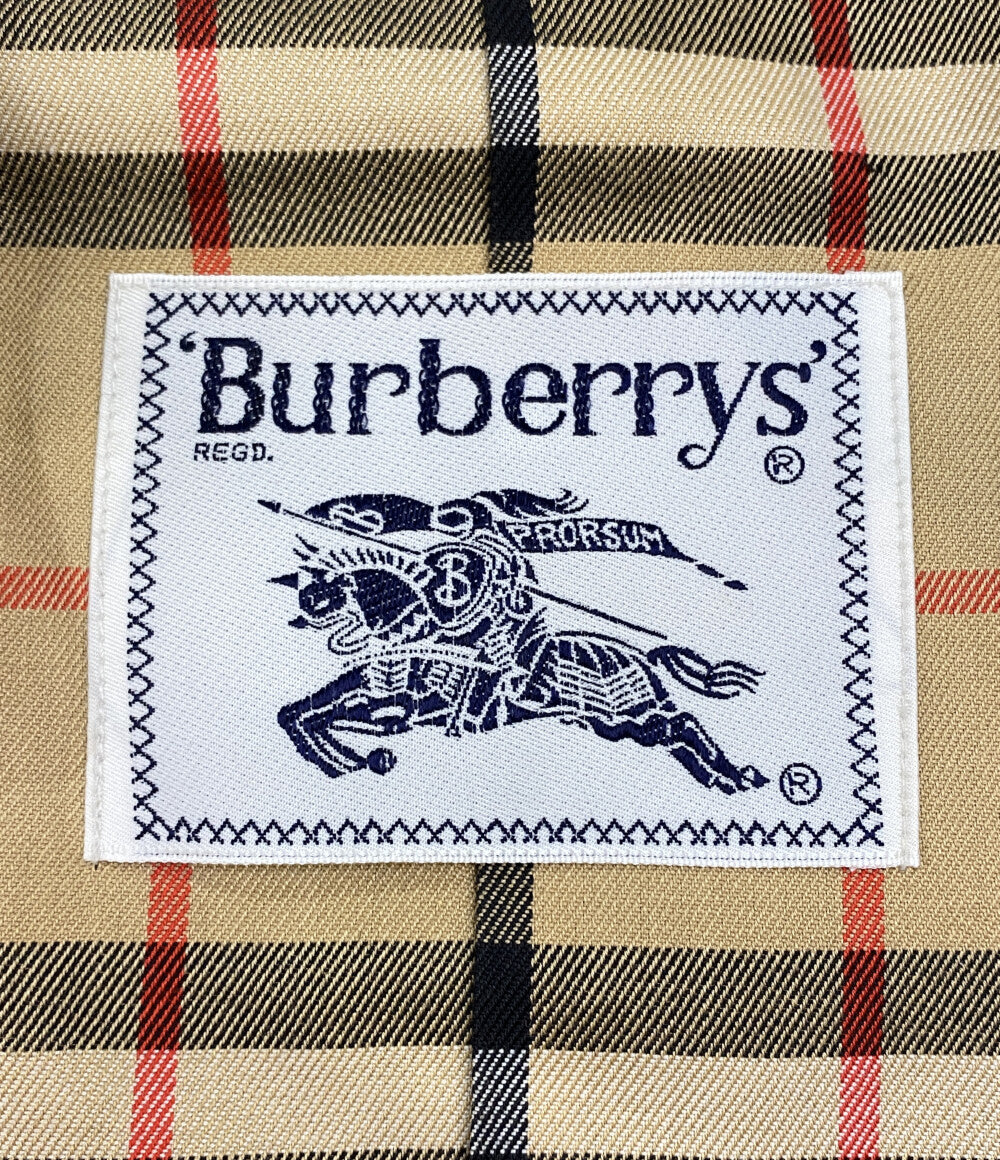 ‘Burberrys’
REGD. ®
PRORSUM
B
®